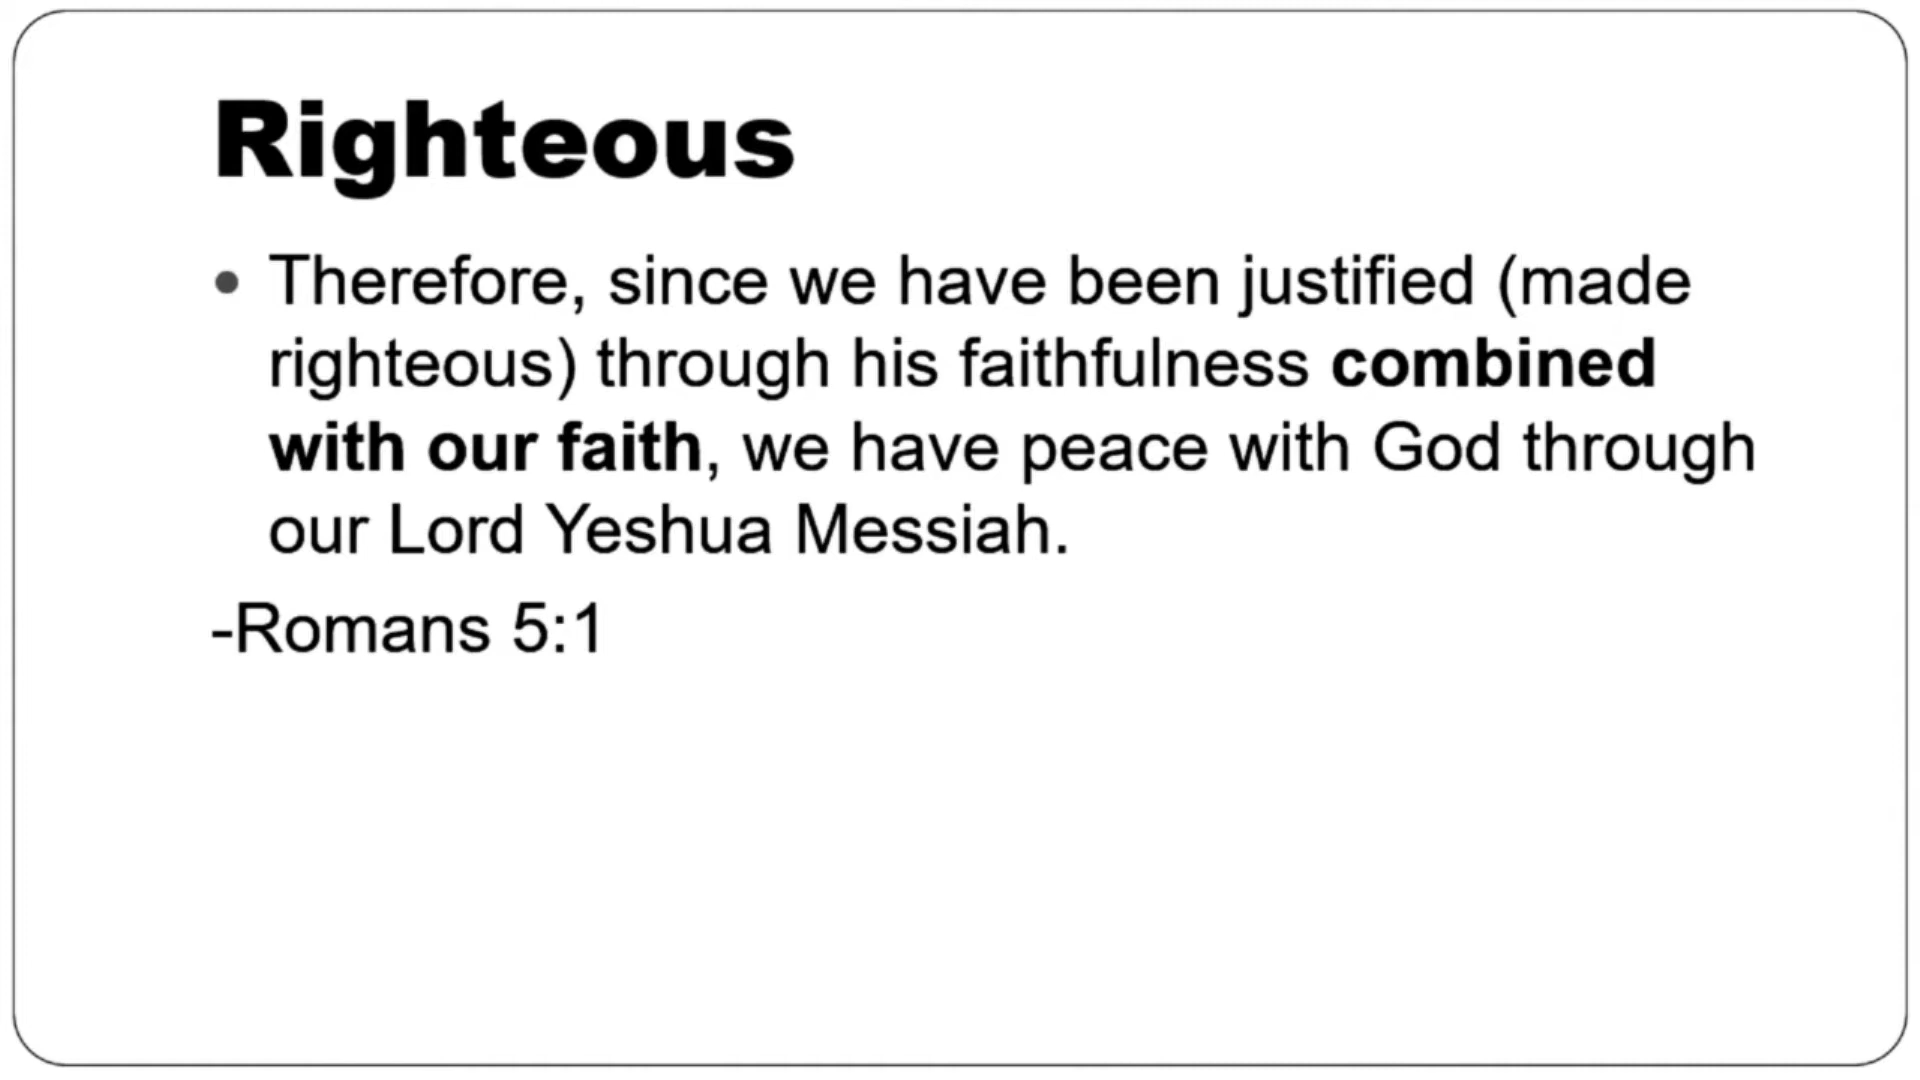 Righteous
• Therefore, since we have been justified (made
righteous) through his faithfulness combined
with our faith, we have peace with God through
our Lord Yeshua Messiah.
-Romans 5:1